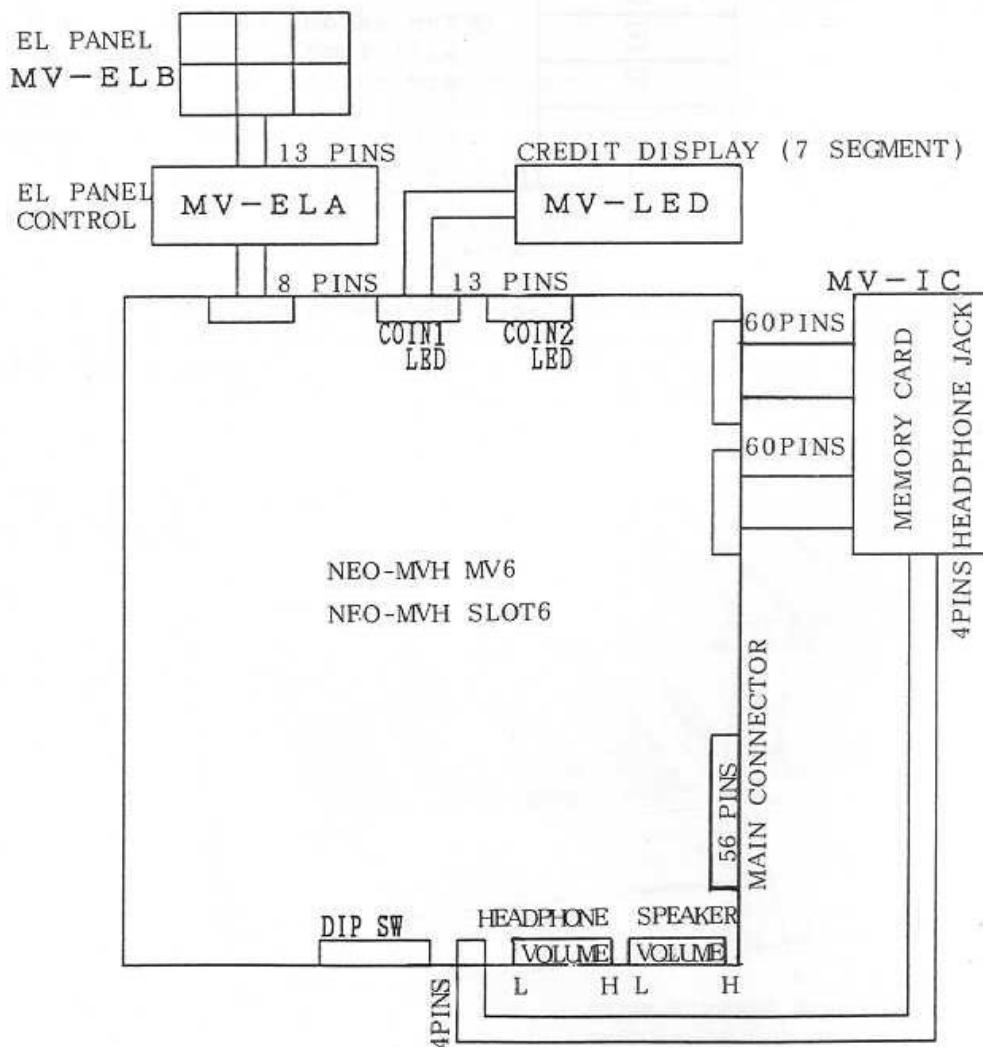 EL PANEL
MV-ELB
13 PINS
CREDIT DISPLAY (7 SEGMENT)
EL PANEL
CONTROL
MV-ELA
MV-LED
8 PINS
13 PINS
MV-IC
COIN1
LED
COIN2
LED
60PINS
60PINS
MEMORY CARD
HEADPHONE JACK
4PINS
NEO-MVH MV6
NEO-MVH SLOT6
56 PINS
MAIN CONNECTOR
DIP SW
HEADPHONE
SPEAKER
VOLUME
VOLUME
L H
L H
4PINS